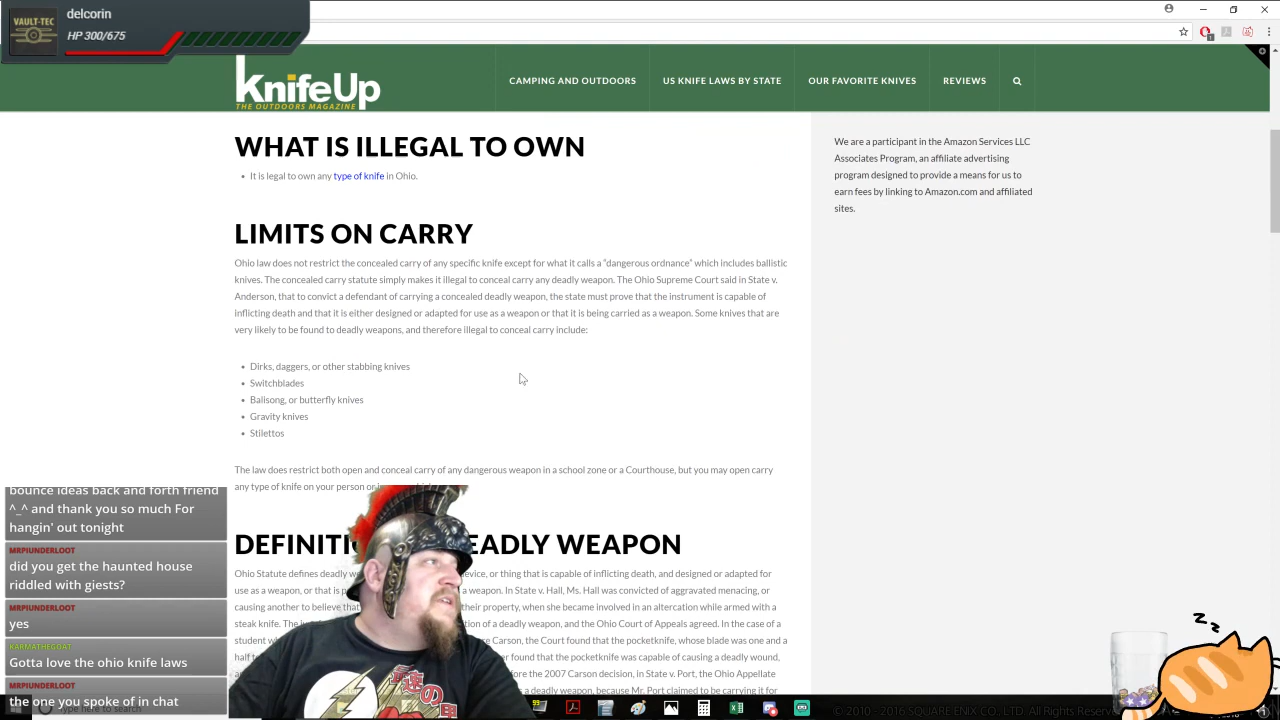 delcorin
VAULT-TEC
HP 300/675
KnifeUp
THE OUTDOORS MAGAZINE
CAMPING AND OUTDOORS
US KNIFE LAWS BY STATE
OUR FAVORITE KNIVES
REVIEWS
WHAT IS ILLEGAL TO OWN
• It is legal to own any type of knife in Ohio.
LIMITS ON CARRY
Ohio law does not restrict the concealed carry of any specific knife except for what it calls a “dangerous ordnance” which includes ballistic
knives. The concealed carry statute simply makes it illegal to conceal carry any deadly weapon. The Ohio Supreme Court said in State v.
Anderson, that to convict a defendant of carrying a concealed deadly weapon, the state must prove that the instrument is capable of
inflicting death and that it is either designed or adapted for use as a weapon or that it is being carried as a weapon. Some knives that are
very likely to be found to deadly weapons, and therefore illegal to conceal carry include:
• Dirks, daggers, or other stabbing knives
• Switchblades
• Balisong, or butterfly knives
• Gravity knives
• Stilettos
The law does restrict both open and conceal carry of any dangerous weapon in a school zone or a Courthouse, but you may open carry
any type of knife on your person or
DEFINITI EADLY WEAPON
Ohio Statute defines deadly evice, or thing that is capable of inflicting death, and designed or adapted for
use as a weapon, or that is a weapon. In State v. Hall, Ms. Hall was convicted of aggravated menacing, or
causing another to believe that their property, when she became involved in an altercation while armed with a
steak knife. The tion of a deadly weapon, and the Ohio Court of Appeals agreed. In the case of a
student re Carson, the Court found that the pocketknife, whose blade was one and a
half found that the pocketknife was capable of causing a deadly wound,
fore the 2007 Carson decision, in State v. Port, the Ohio Appellate
s a deadly weapon, because Mr. Port claimed to be carrying it for
We are a participant in the Amazon Services LLC
Associates Program, an affiliate advertising
program designed to provide a means for us to
earn fees by linking to Amazon.com and affiliated
sites.
bounce ideas back and forth friend
^_^ and thank you so much For
hangin' out tonight
MRPIUNDERLOOT
did you get the haunted house
riddled with giests?
MRPIUNDERLOOT
yes
KARMATHEGOAT
Gotta love the ohio knife laws
MRPIUNDERLOOT
the one you spoke of in chat
Type here to search
© 2010 - 2016 SQUARE ENIX CO., LTD. All Rights Reserved.
z z z